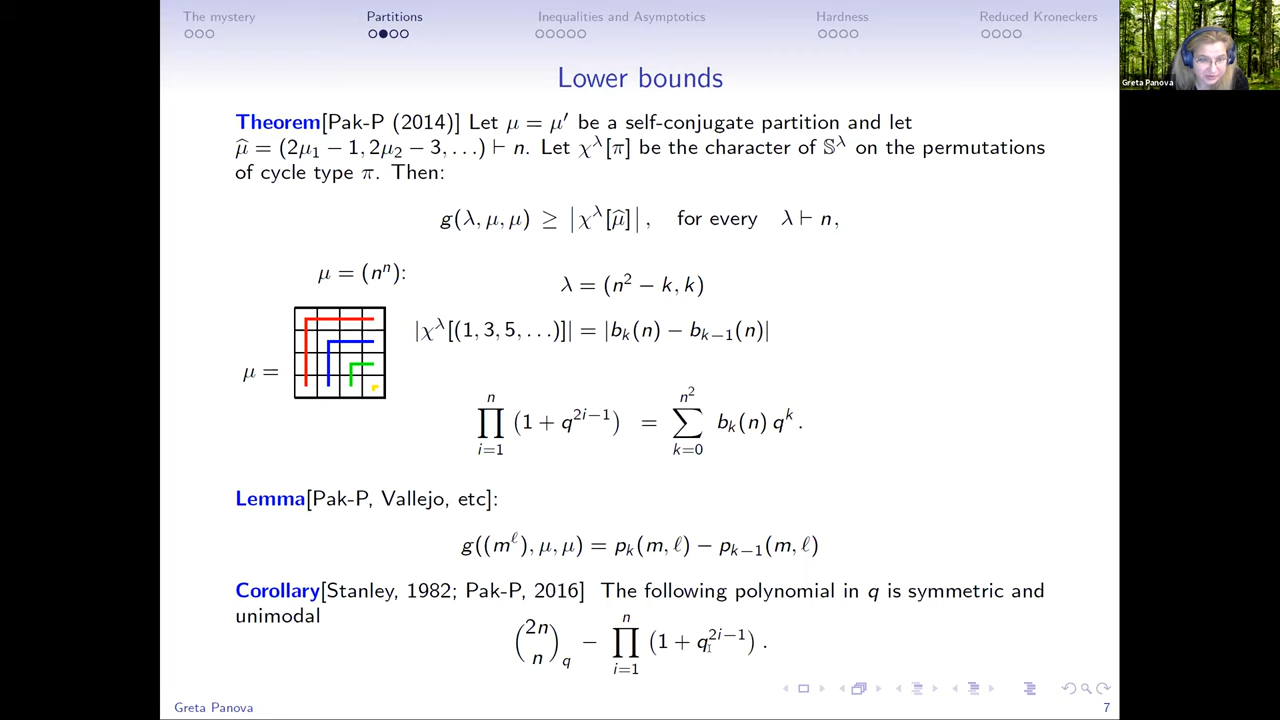 The mystery
Partitions
Inequalities and Asymptotics
Hardness
Reduced Kroneckers
Greta Panova
Lower bounds
Theorem[Pak-P (2014)] Let μ = μ′ be a self-conjugate partition and let
μ̂ = (2μ₁ − 1, 2μ₂ − 3, . . .) ⊢ n. Let χ^λ[π] be the character of 𝕊^λ on the permutations
of cycle type π. Then:
g(λ, μ, μ) ≥ |χ^λ[μ̂]|, for every λ ⊢ n,
μ = (nⁿ):
λ = (n² − k, k)
|χ^λ[(1, 3, 5, . . .)]| = |b_k(n) − b_{k−1}(n)|
μ =
∏_{i=1}^{n} (1 + q^{2i−1}) = ∑_{k=0}^{n²} b_k(n) q^k .
Lemma[Pak-P, Vallejo, etc]:
g((m^ℓ), μ, μ) = p_k(m, ℓ) − p_{k−1}(m, ℓ)
Corollary[Stanley, 1982; Pak-P, 2016] The following polynomial in q is symmetric and
unimodal
\binom{2n}{n}_q − ∏_{i=1}^{n} (1 + q^{2i−1}) .
Greta Panova
7